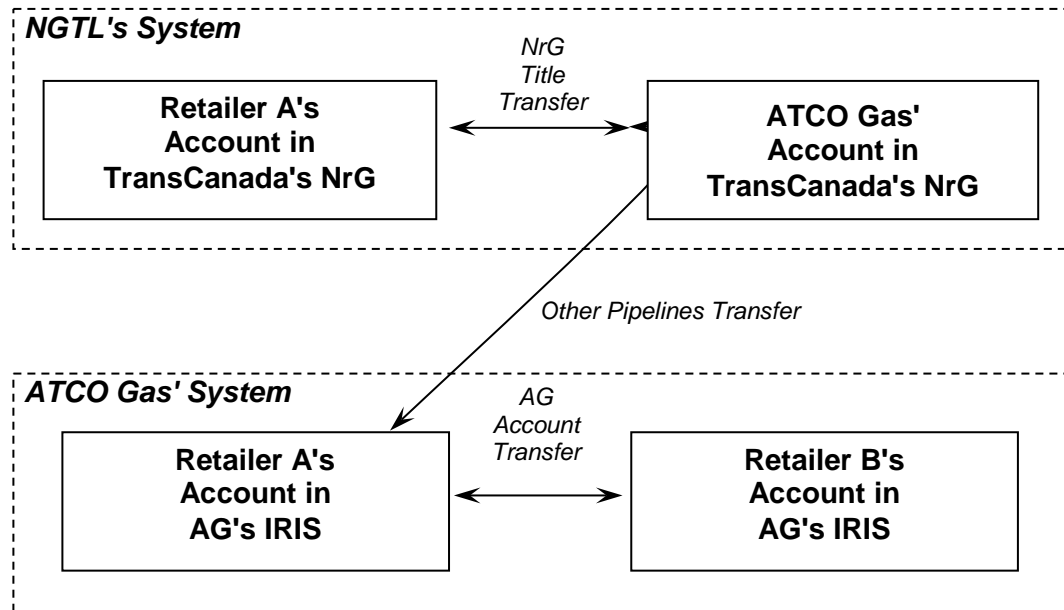 NGTL's System
NrG
Title
Transfer
Retailer A's
Account in
TransCanada's NrG
ATCO Gas'
Account in
TransCanada's NrG
Other Pipelines Transfer
ATCO Gas' System
AG
Account
Transfer
Retailer A's
Account in
AG's IRIS
Retailer B's
Account in
AG's IRIS